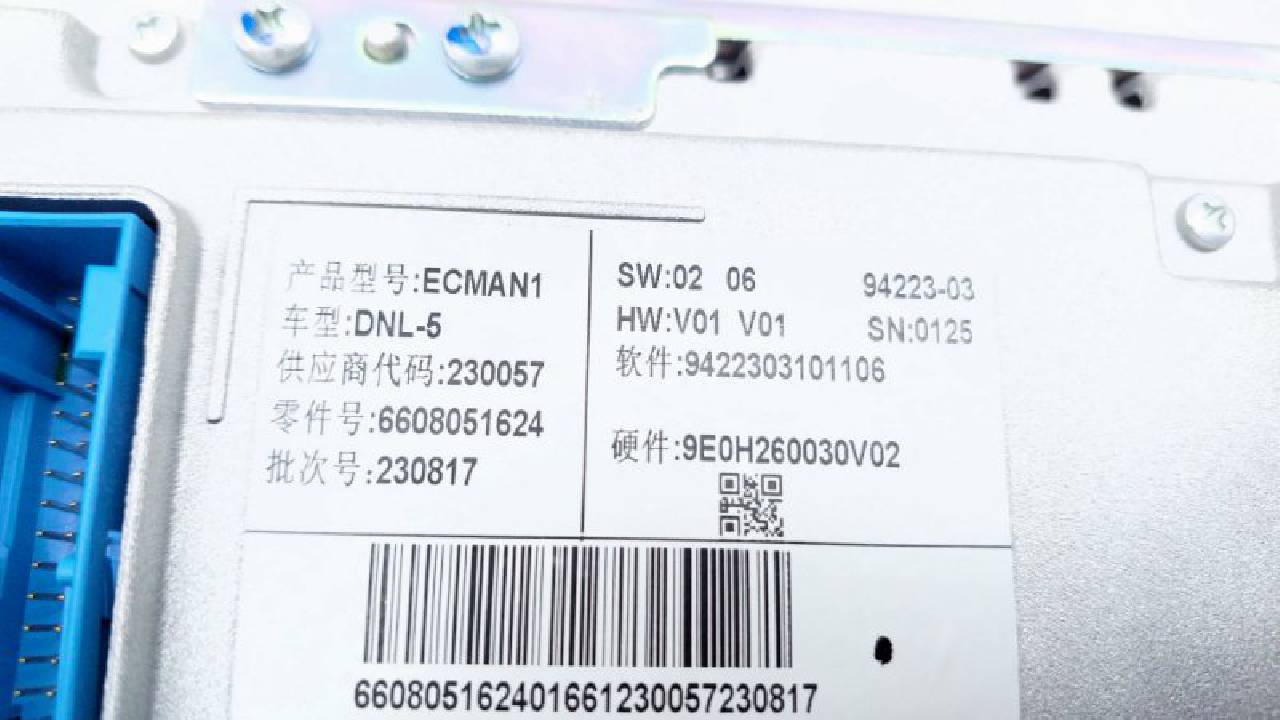 产品型号:ECMAN1
车型:DNL-5
供应商代码:230057
零件号:6608051624
批次号:230817
SW:02 06 94223-03
HW:V01 V01 SN:0125
软件:9422303101106
硬件:9E0H260030V02
66080516240166123005723​0817